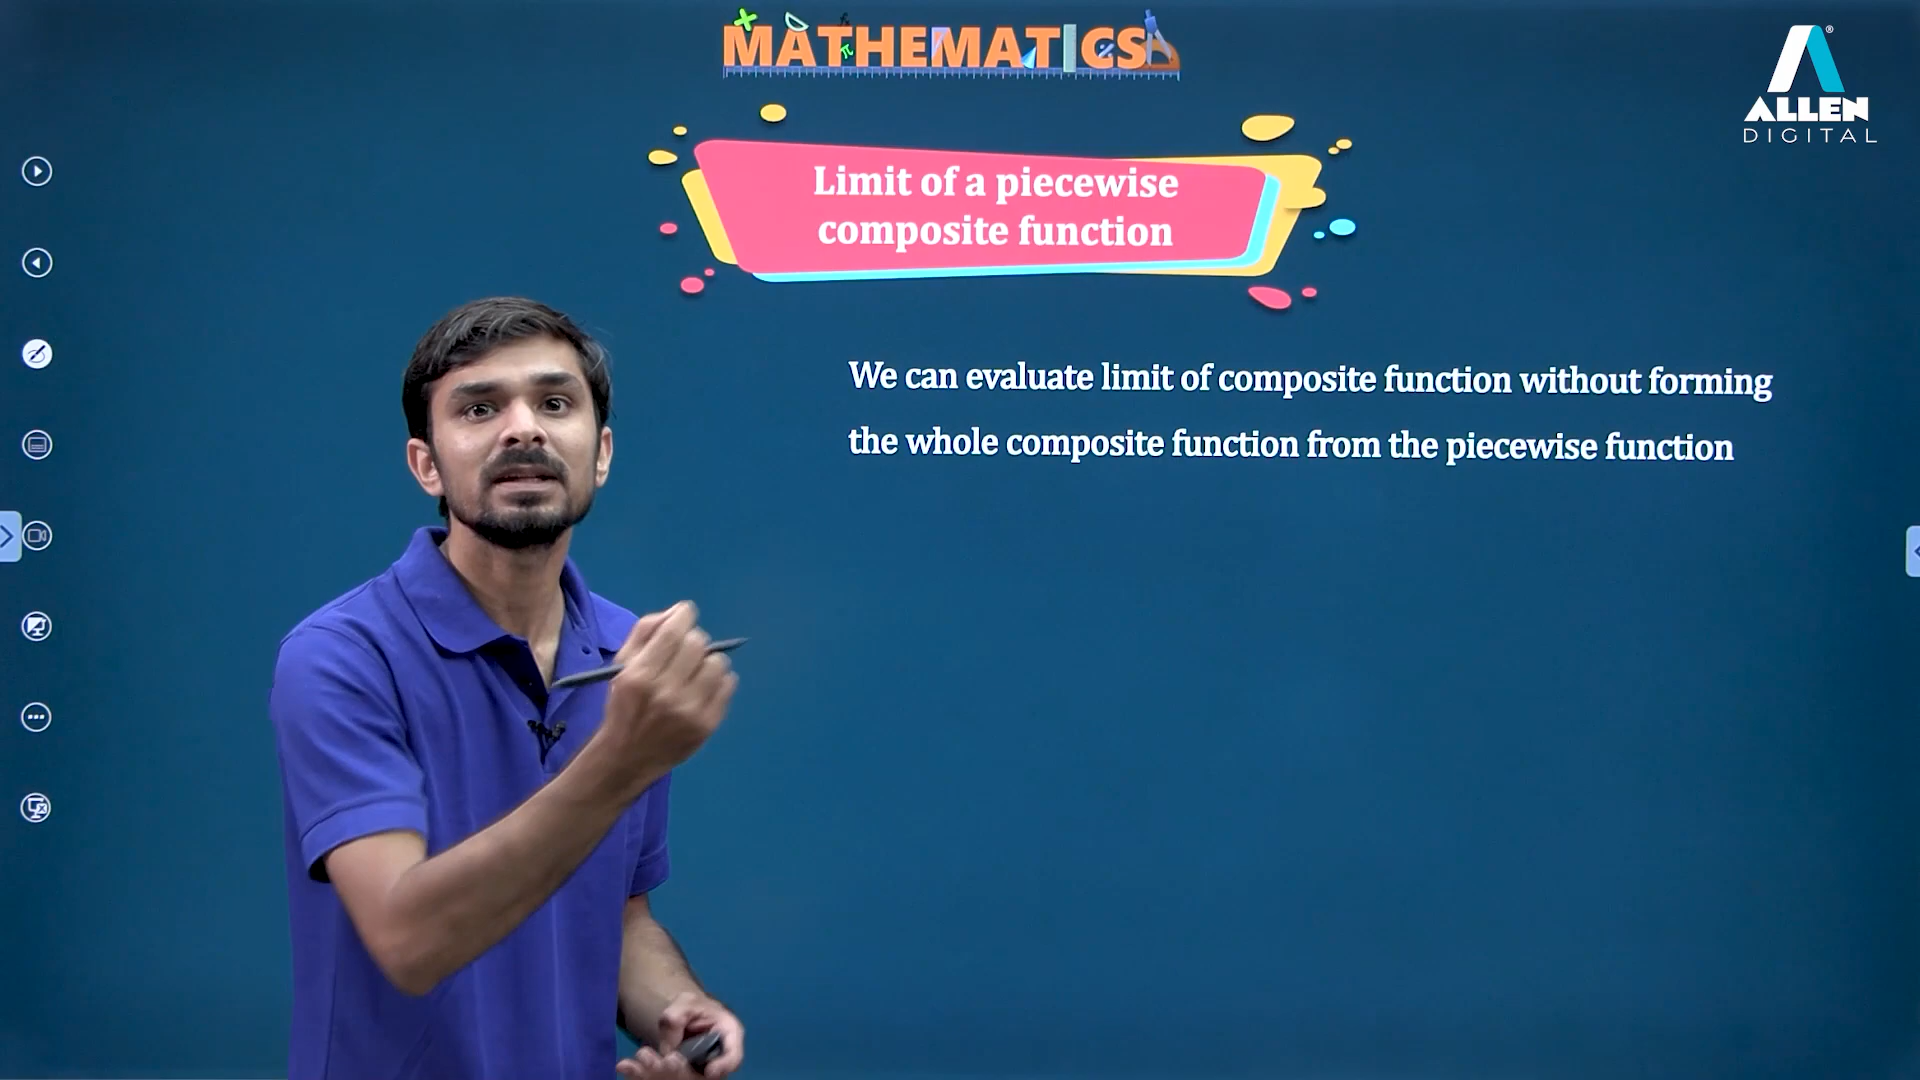 MATHEMATICS
ALLEN
DIGITAL
Limit of a piecewise
composite function
We can evaluate limit of composite function without forming
the whole composite function from the piecewise function